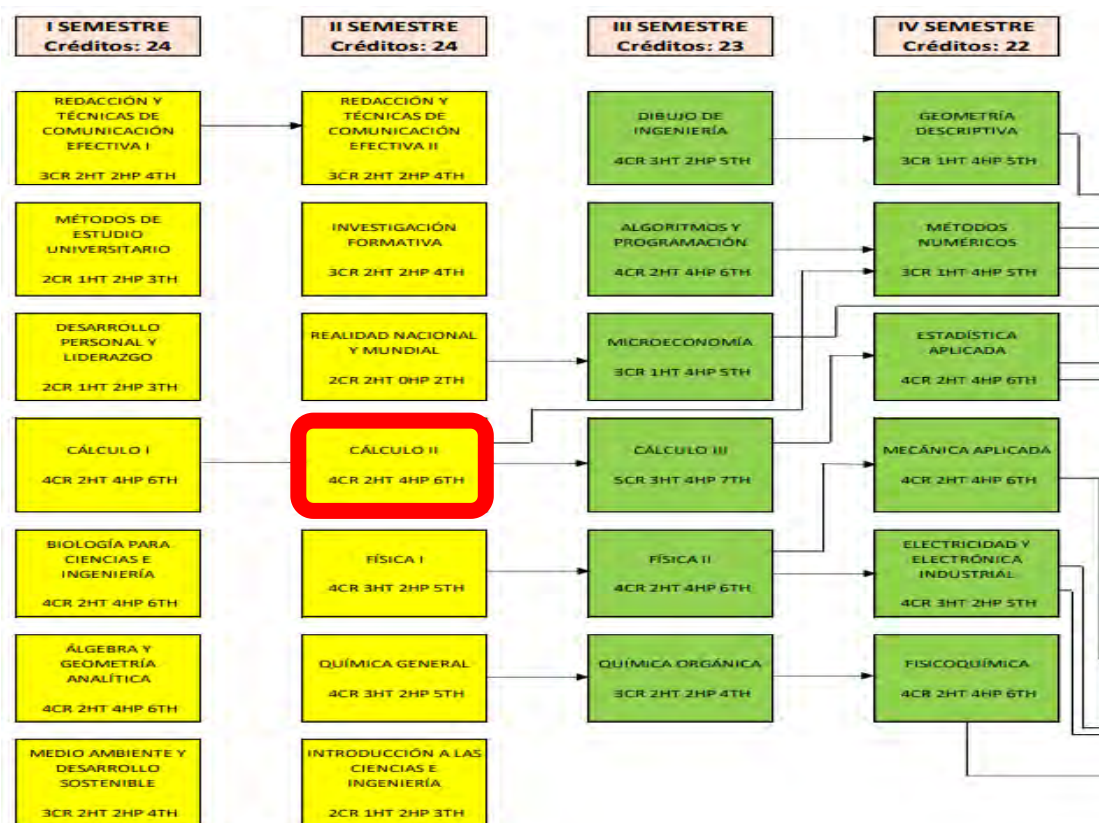 I SEMESTRE
Créditos: 24
II SEMESTRE
Créditos: 24
III SEMESTRE
Créditos: 23
IV SEMESTRE
Créditos: 22
REDACCIÓN Y
TÉCNICAS DE
COMUNICACIÓN
EFECTIVA I
3CR 2HT 2HP 4TH
REDACCIÓN Y
TÉCNICAS DE
COMUNICACIÓN
EFECTIVA II
3CR 2HT 2HP 4TH
DIBUJO DE
INGENIERÍA
4CR 3HT 2HP 5TH
GEOMETRÍA
DESCRIPTIVA
3CR 1HT 4HP 5TH
MÉTODOS DE
ESTUDIO
UNIVERSITARIO
2CR 1HT 2HP 3TH
INVESTIGACIÓN
FORMATIVA
3CR 2HT 2HP 4TH
ALGORITMOS Y
PROGRAMACIÓN
4CR 2HT 4HP 6TH
MÉTODOS
NUMÉRICOS
3CR 1HT 4HP 5TH
DESARROLLO
PERSONAL Y
LIDERAZGO
2CR 1HT 2HP 3TH
REALIDAD NACIONAL
Y MUNDIAL
2CR 2HT 0HP 2TH
MICROECONOMÍA
3CR 1HT 4HP 5TH
ESTADÍSTICA
APLICADA
4CR 2HT 4HP 6TH
CÁLCULO I
4CR 2HT 4HP 6TH
CÁLCULO II
4CR 2HT 4HP 6TH
CÁLCULO III
5CR 3HT 4HP 7TH
MECÁNICA APLICADA
4CR 2HT 4HP 6TH
BIOLOGÍA PARA
CIENCIAS E
INGENIERÍA
4CR 2HT 4HP 6TH
FÍSICA I
4CR 3HT 2HP 5TH
FÍSICA II
4CR 2HT 4HP 6TH
ELECTRICIDAD Y
ELECTRÓNICA
INDUSTRIAL
4CR 3HT 2HP 5TH
ÁLGEBRA Y
GEOMETRÍA
ANALÍTICA
4CR 2HT 4HP 6TH
QUÍMICA GENERAL
4CR 3HT 2HP 5TH
QUÍMICA ORGÁNICA
3CR 2HT 2HP 4TH
FISICOQUÍMICA
4CR 2HT 4HP 6TH
MEDIO AMBIENTE Y
DESARROLLO
SOSTENIBLE
3CR 2HT 2HP 4TH
INTRODUCCIÓN A LAS
CIENCIAS E
INGENIERÍA
2CR 1HT 2HP 3TH